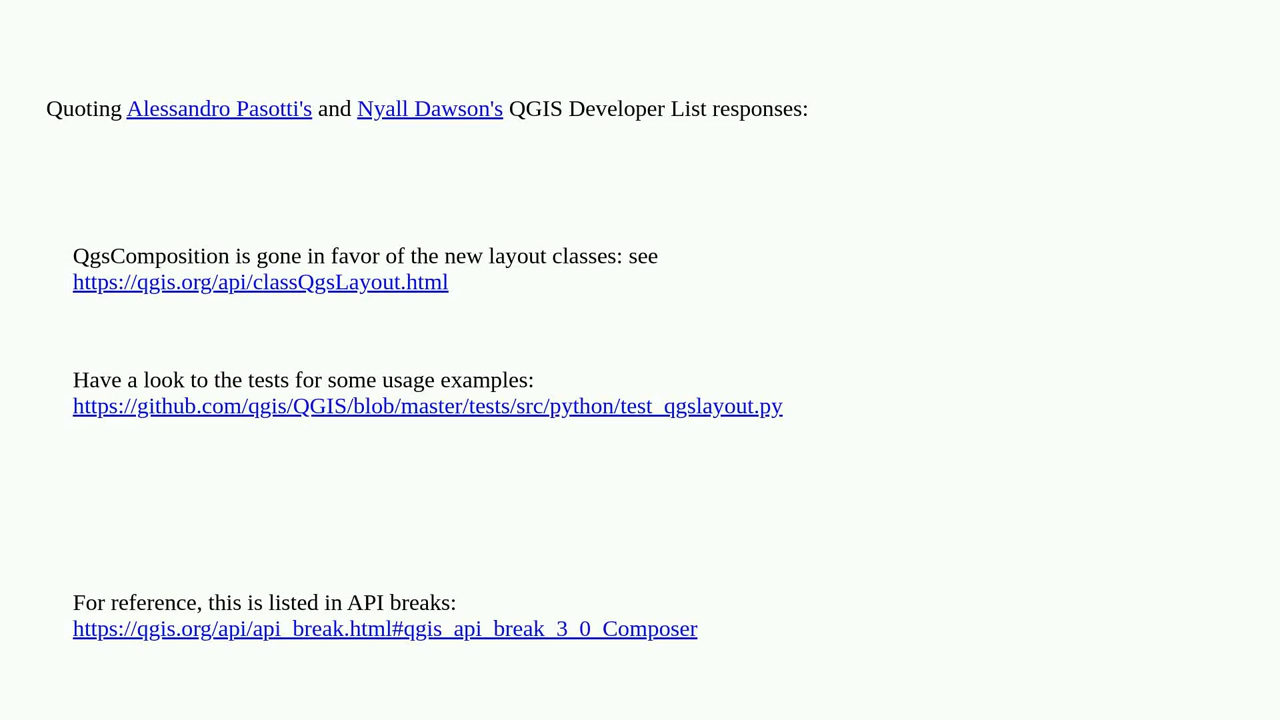 Quoting Alessandro Pasotti's and Nyall Dawson's QGIS Developer List responses:
QgsComposition is gone in favor of the new layout classes: see
https://qgis.org/api/classQgsLayout.html
Have a look to the tests for some usage examples:
https://github.com/qgis/QGIS/blob/master/tests/src/python/test_qgslayout.py
For reference, this is listed in API breaks:
https://qgis.org/api/api_break.html#qgis_api_break_3_0_Composer